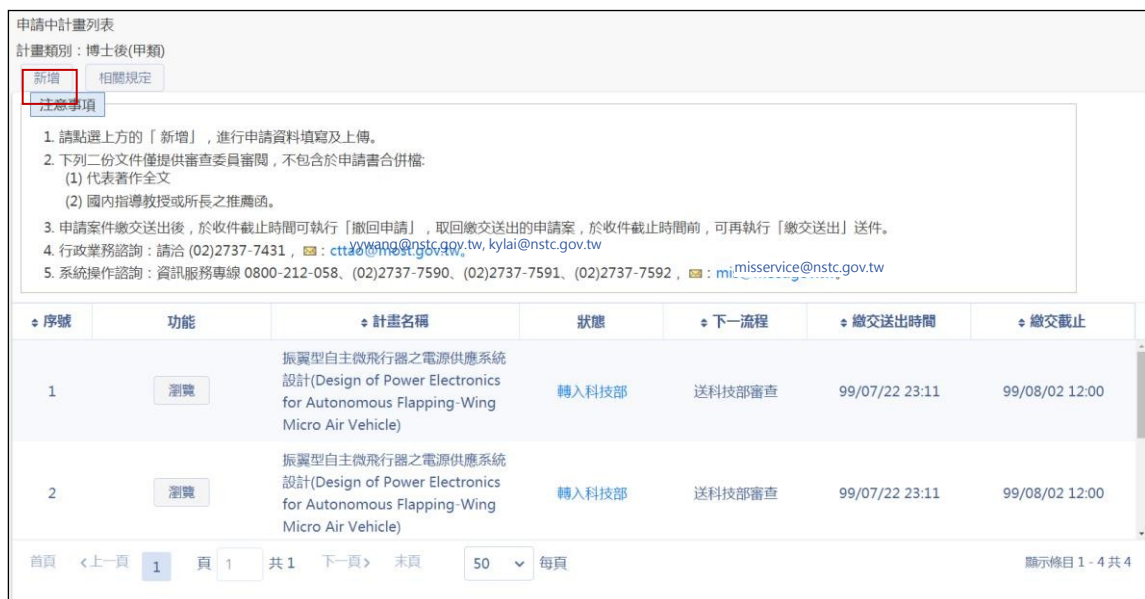 申請中計畫列表
計畫類別：博士後(甲類)
新增 相關規定
注意事項
1. 請點選上方的「 新增」，進行申請資料填寫及上傳。
2. 下列二份文件僅提供審查委員審閱，不包含於申請書合併檔:
(1) 代表著作全文
(2) 國內指導教授或所長之推薦函。
3. 申請案件繳交送出後，於收件截止時間可執行「撤回申請」，取回繳交送出的申請案，於收件截止時間前，可再執行「繳交送出」送件。
yywang@nstc.gov.tw, kylai@nstc.gov.tw
4. 行政業務諮詢：請洽 (02)2737-7431， : cttao@most.gov.tw。
misservice@nstc.gov.tw
5. 系統操作諮詢：資訊服務專線 0800-212-058、(02)2737-7590、(02)2737-7591、(02)2737-7592， :
序號 功能 計畫名稱 狀態 下一流程 繳交送出時間 繳交截止
振翼型自主微飛行器之電源供應系統
設計(Design of Power Electronics
1 瀏覽 for Autonomous Flapping-Wing 轉入科技部 送科技部審查 99/07/22 23:11 99/08/02 12:00
Micro Air Vehicle)
振翼型自主微飛行器之電源供應系統
設計(Design of Power Electronics
2 瀏覽 for Autonomous Flapping-Wing 轉入科技部 送科技部審查 99/07/22 23:11 99/08/02 12:00
Micro Air Vehicle)
首頁 ‹上一頁 1 頁 1 共 1 下一頁› 末頁 50 每頁 顯示條目 1 - 4 共 4